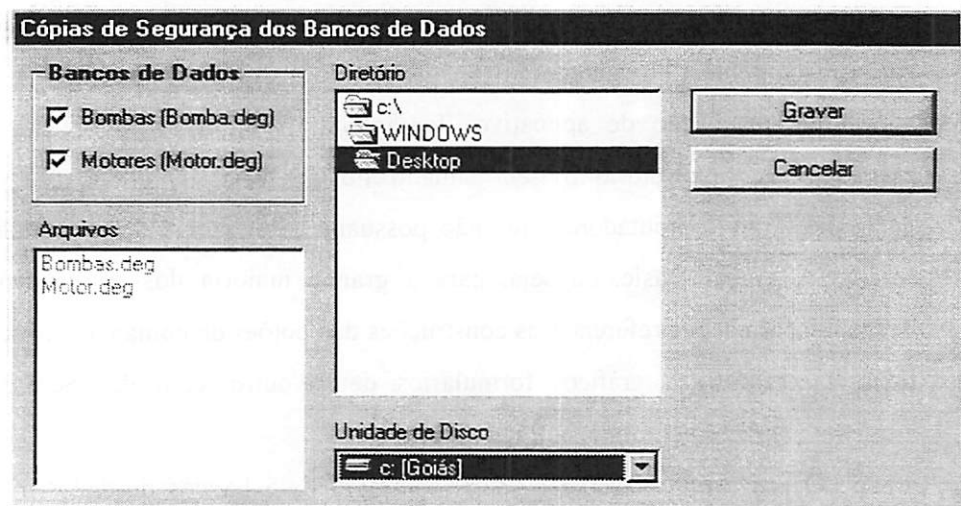 Cópias de Segurança dos Bancos de Dados
Bancos de Dados
Bombas (Bomba.deg)
Motores (Motor.deg)
Arquivos
Bombas.deg
Motor.deg
Diretório
c:\
WINDOWS
Desktop
Unidade de Disco
c: [Goiás]
Gravar
Cancelar